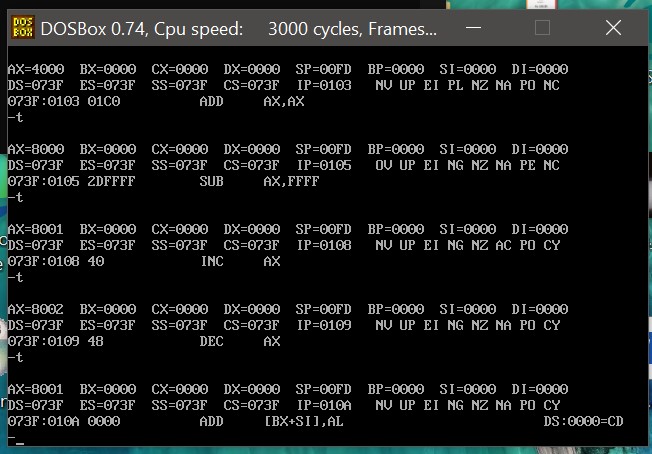 DOS
BOX
DOSBox 0.74, Cpu speed: 3000 cycles, Frames...
AX=4000 BX=0000 CX=0000 DX=0000 SP=00FD BP=0000 SI=0000 DI=0000
DS=073F ES=073F SS=073F CS=073F IP=0103 NV UP EI PL NZ NA PO NC
073F:0103 01C0 ADD AX,AX
-t
AX=8000 BX=0000 CX=0000 DX=0000 SP=00FD BP=0000 SI=0000 DI=0000
DS=073F ES=073F SS=073F CS=073F IP=0105 OV UP EI NG NZ NA PE NC
073F:0105 2DFFFF SUB AX,FFFF
-t
AX=8001 BX=0000 CX=0000 DX=0000 SP=00FD BP=0000 SI=0000 DI=0000
DS=073F ES=073F SS=073F CS=073F IP=0108 NV UP EI NG NZ AC PO CY
073F:0108 40 INC AX
-t
AX=8002 BX=0000 CX=0000 DX=0000 SP=00FD BP=0000 SI=0000 DI=0000
DS=073F ES=073F SS=073F CS=073F IP=0109 NV UP EI NG NZ NA PO CY
073F:0109 48 DEC AX
-t
AX=8001 BX=0000 CX=0000 DX=0000 SP=00FD BP=0000 SI=0000 DI=0000
DS=073F ES=073F SS=073F CS=073F IP=010A NV UP EI NG NZ NA PO CY
073F:010A 0000 ADD [BX+SI],AL DS:0000=CD
-_